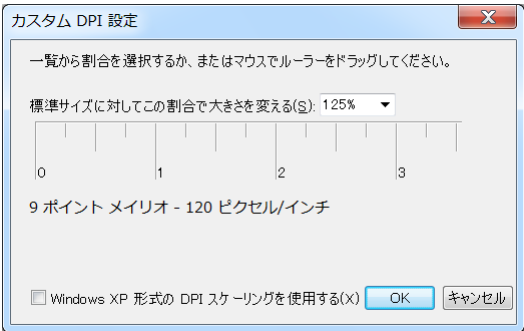 カスタム DPI 設定
一覧から割合を選択するか、またはマウスでルーラーをドラッグしてください。
標準サイズに対してこの割合で大きさを変える(S): 125%
0 1 2 3
9 ポイント メイリオ - 120 ピクセル/インチ
Windows XP 形式の DPI スケーリングを使用する(X) OK キャンセル